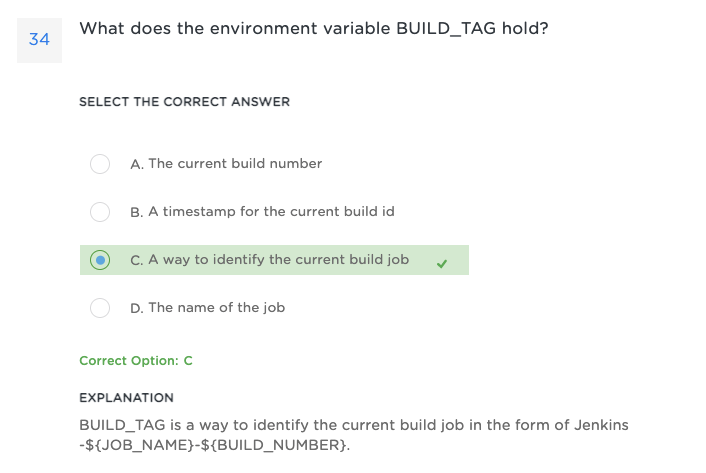 34
What does the environment variable BUILD_TAG hold?
SELECT THE CORRECT ANSWER
A. The current build number
B. A timestamp for the current build id
C. A way to identify the current build job
D. The name of the job
Correct Option: C
EXPLANATION
BUILD_TAG is a way to identify the current build job in the form of Jenkins
-${JOB_NAME}-${BUILD_NUMBER}.